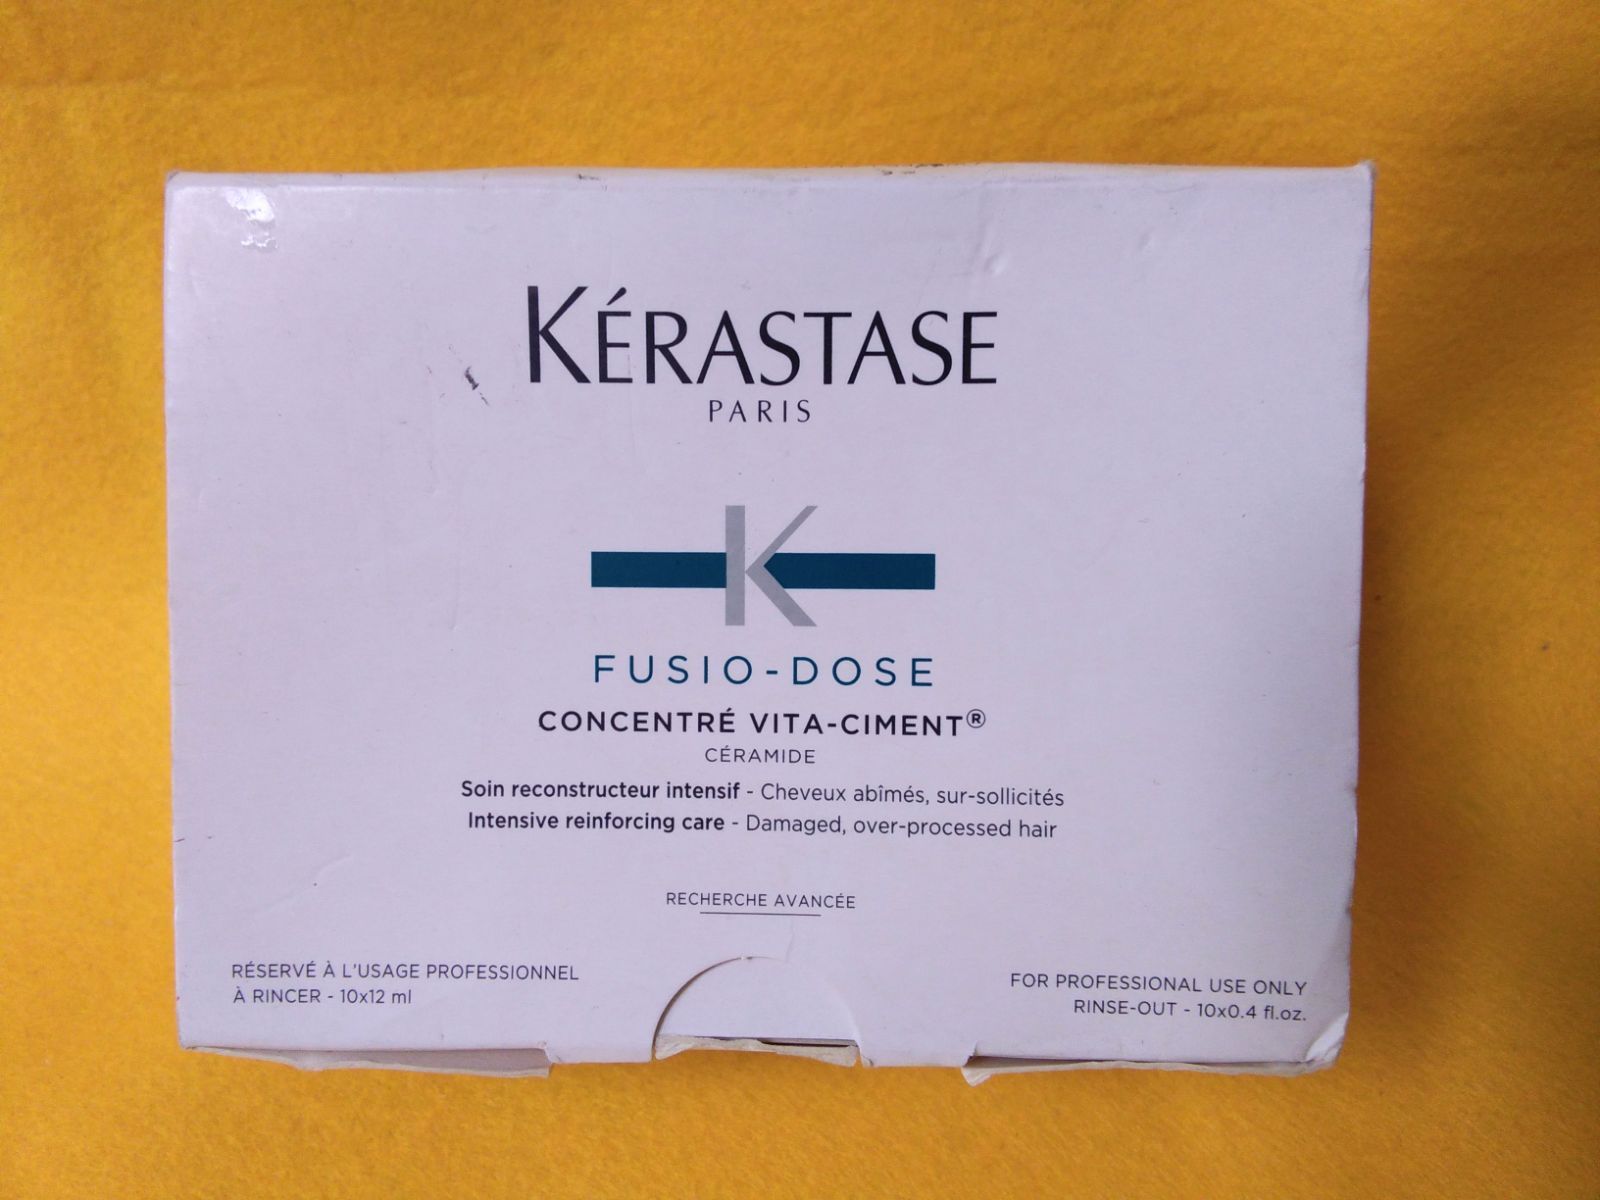 KÉRASTASE
PARIS
K
FUSIO-DOSE
CONCENTRÉ VITA-CIMENT®
CÉRAMIDE
Soin reconstructeur intensif - Cheveux abîmés, sur-sollicités
Intensive reinforcing care - Damaged, over-processed hair
RECHERCHE AVANCÉE
RÉSERVÉ À L'USAGE PROFESSIONNEL
À RINCER - 10x12 ml
FOR PROFESSIONAL USE ONLY
RINSE-OUT - 10x0.4 fl.oz.